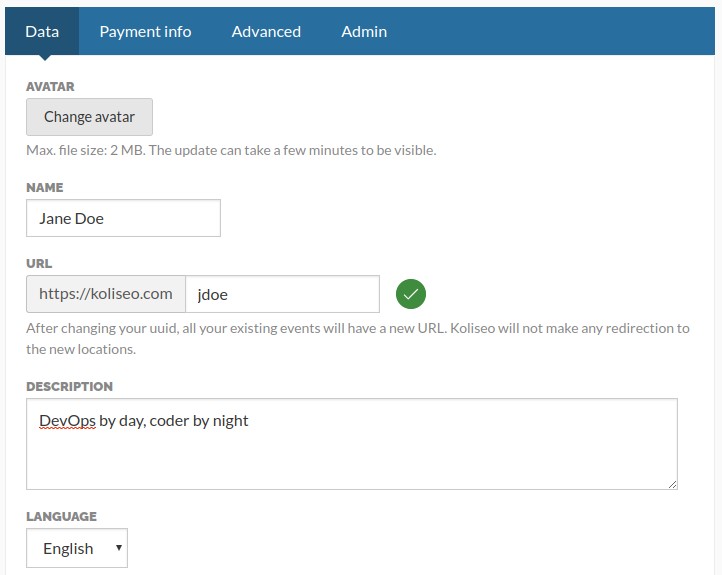 Data Payment info Advanced Admin
AVATAR
Change avatar
Max. file size: 2 MB. The update can take a few minutes to be visible.
NAME
Jane Doe
URL
https://koliseo.com jdoe
After changing your uuid, all your existing events will have a new URL. Koliseo will not make any redirection to
the new locations.
DESCRIPTION
DevOps by day, coder by night
LANGUAGE
English